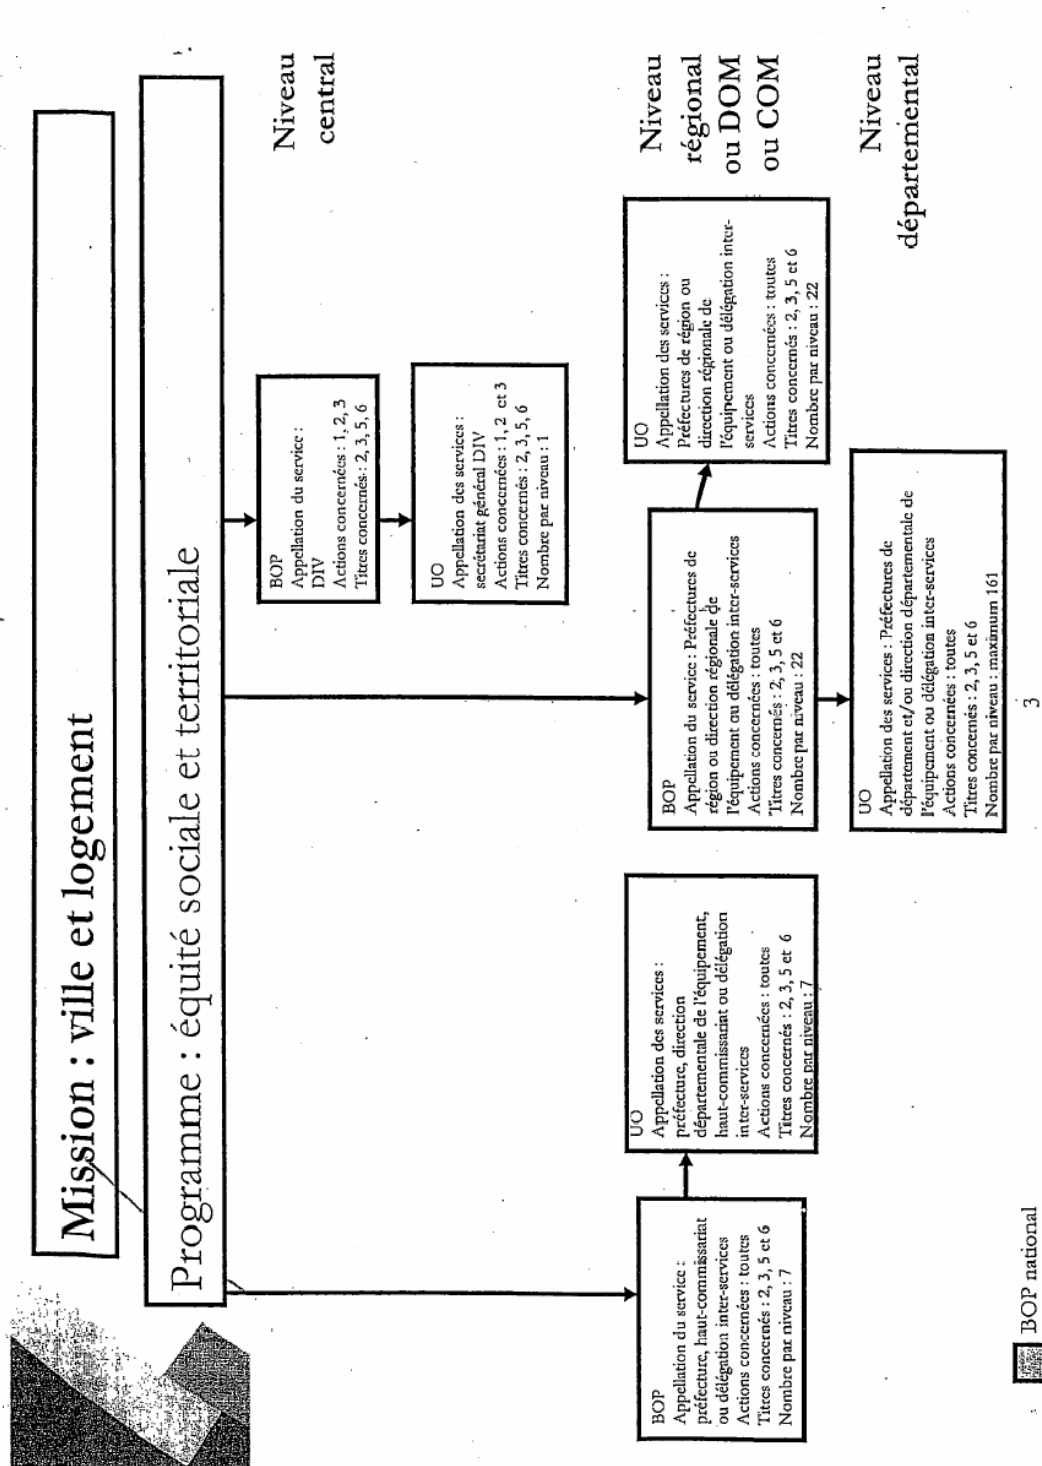 Mission : ville et logement
Programme : équité sociale et territoriale
Niveau
central
BOP
Appellation du service :
DIV
Actions concernées : 1, 2, 3
Titres concernés : 2, 3, 5, 6
UO
Appellation des services :
secrétariat général DIV
Actions concernées : 1, 2 et 3
Titres concernés : 2, 3, 5, 6
Nombre par niveau : 1
Niveau
régional
ou DOM
ou COM
BOP
Appellation du service :
préfecture, haut-commissariat
ou délégation inter-services
Actions concernées : toutes
Titres concernés : 2, 3, 5 et 6
Nombre par niveau : 7
UO
Appellation des services :
préfecture, direction
départementale de l'équipement,
haut-commissariat ou délégation
inter-services
Actions concernées : toutes
Titres concernés : 2, 3, 5 et 6
Nombre par niveau : 7
BOP
Appellation du service : Préfectures de
région ou direction régionale de
l'équipement ou délégation inter-services
Actions concernées : toutes
Titres concernés : 2, 3, 5 et 6
Nombre par niveau : 22
UO
Appellation des services :
Préfectures de région ou
direction régionale de
l'équipement ou délégation inter-
services
Actions concernées : toutes
Titres concernés : 2, 3, 5 et 6
Nombre par niveau : 22
Niveau
départemental
UO
Appellation des services : Préfectures de
département et/ou direction départementale de
l'équipement ou délégation inter-services
Actions concernées : toutes
Titres concernés : 2, 3, 5 et 6
Nombre par niveau : maximum 161
BOP national
3